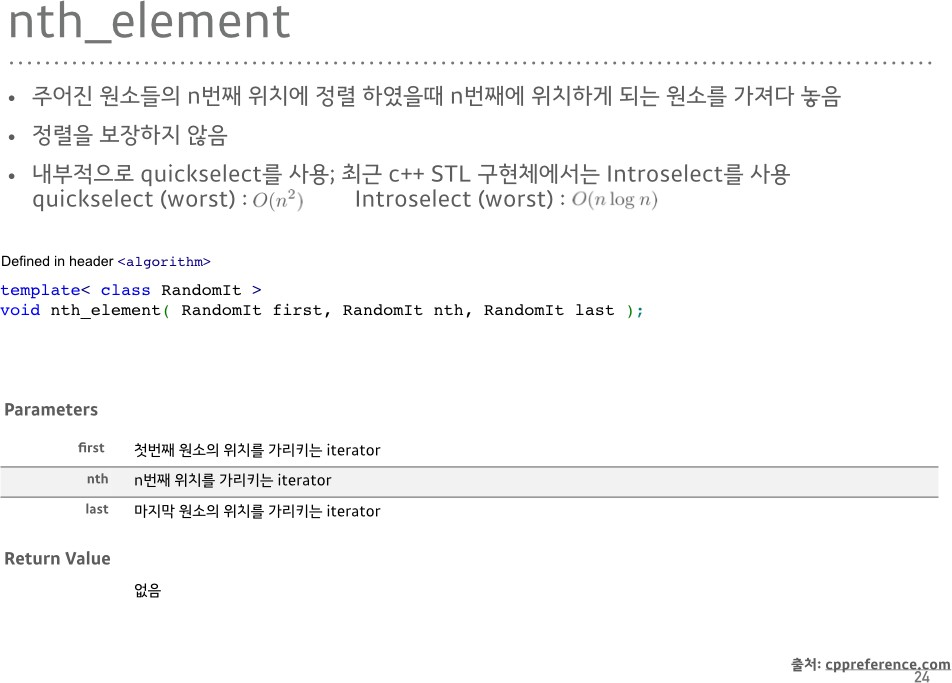 nth_element
• 주어진 원소들의 n번째 위치에 정렬 하였을때 n번째에 위치하게 되는 원소를 가져다 놓음
• 정렬을 보장하지 않음
• 내부적으로 quickselect를 사용; 최근 c++ STL 구현체에서는 Introselect를 사용
quickselect (worst) : O(n²) Introselect (worst) : O(n log n)
Defined in header <algorithm>
template< class RandomIt >
void nth_element( RandomIt first, RandomIt nth, RandomIt last );
Parameters
first 첫번째 원소의 위치를 가리키는 iterator
nth n번째 위치를 가리키는 iterator
last 마지막 원소의 위치를 가리키는 iterator
Return Value
없음
출처: cppreference.com
24